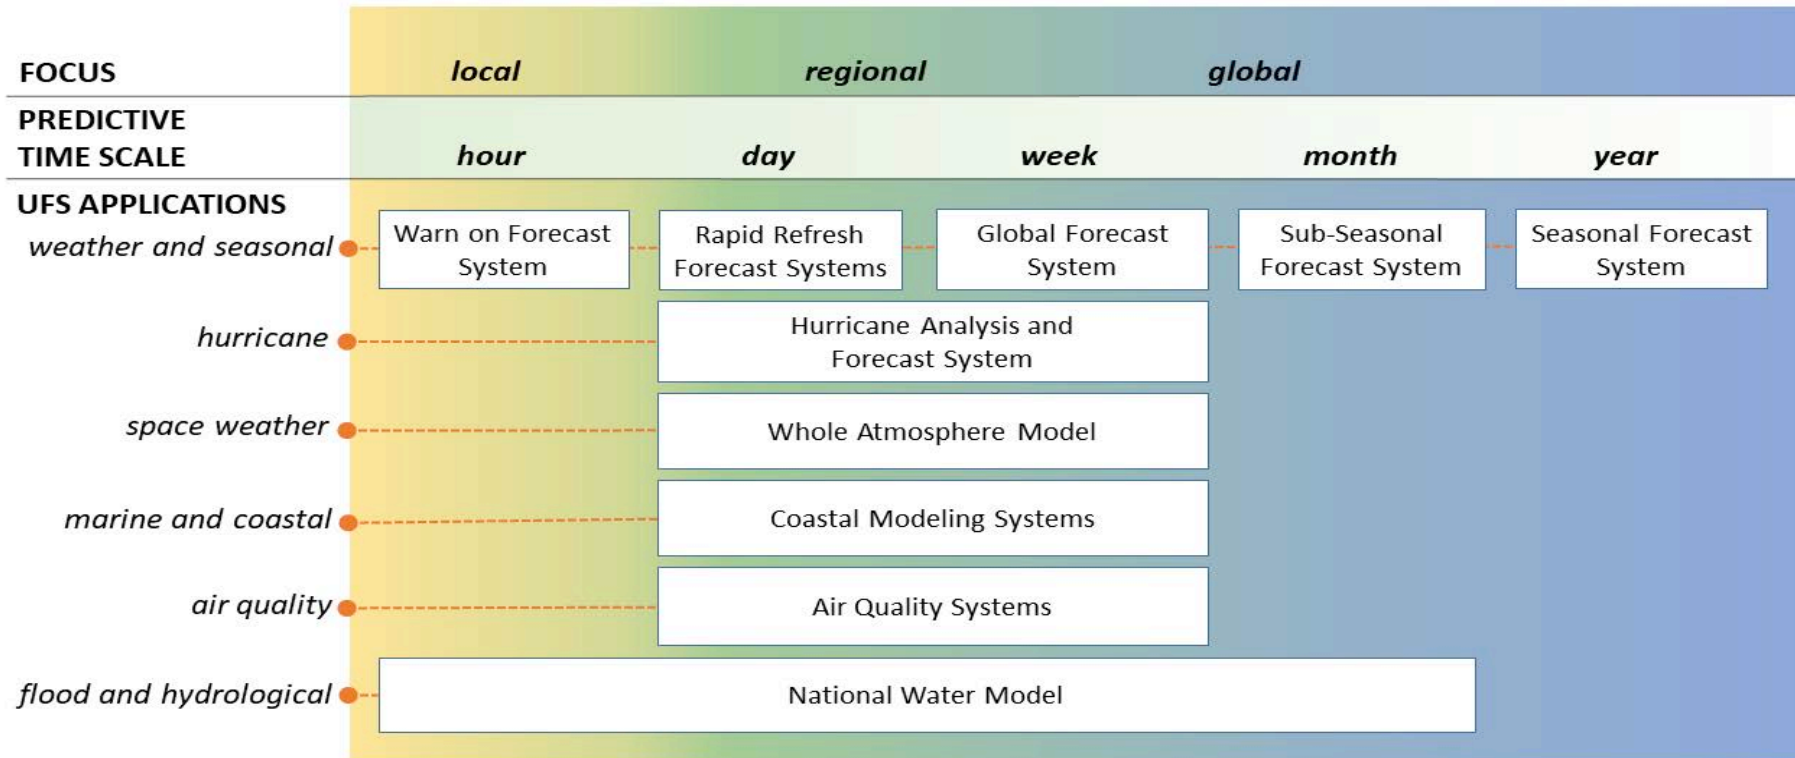 FOCUS local regional global
PREDICTIVE
TIME SCALE hour day week month year
UFS APPLICATIONS
weather and seasonal
Warn on Forecast
System
Rapid Refresh
Forecast Systems
Global Forecast
System
Sub-Seasonal
Forecast System
Seasonal Forecast
System
hurricane
Hurricane Analysis and
Forecast System
space weather
Whole Atmosphere Model
marine and coastal
Coastal Modeling Systems
air quality
Air Quality Systems
flood and hydrological
National Water Model